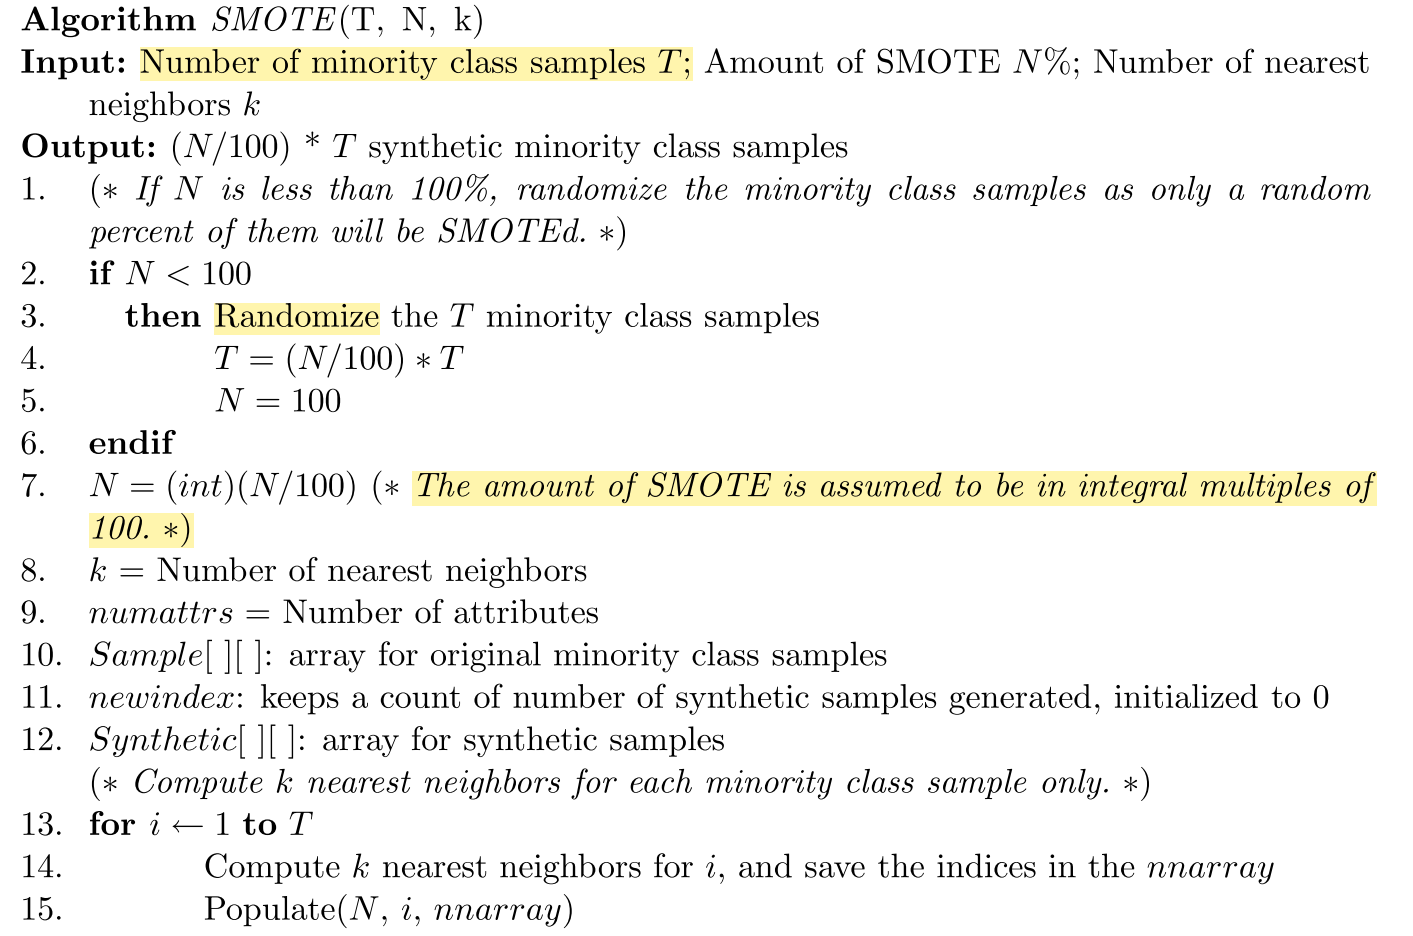 Algorithm SMOTE(T, N, k)
Input: Number of minority class samples T; Amount of SMOTE N%; Number of nearest
neighbors k
Output: (N/100) * T synthetic minority class samples
1. (∗ If N is less than 100%, randomize the minority class samples as only a random
percent of them will be SMOTEd. ∗)
2. if N < 100
3. then Randomize the T minority class samples
4. T = (N/100) ∗ T
5. N = 100
6. endif
7. N = (int)(N/100) (∗ The amount of SMOTE is assumed to be in integral multiples of
100. ∗)
8. k = Number of nearest neighbors
9. numattrs = Number of attributes
10. Sample[ ][ ]: array for original minority class samples
11. newindex: keeps a count of number of synthetic samples generated, initialized to 0
12. Synthetic[ ][ ]: array for synthetic samples
(∗ Compute k nearest neighbors for each minority class sample only. ∗)
13. for i ← 1 to T
14. Compute k nearest neighbors for i, and save the indices in the nnarray
15. Populate(N, i, nnarray)